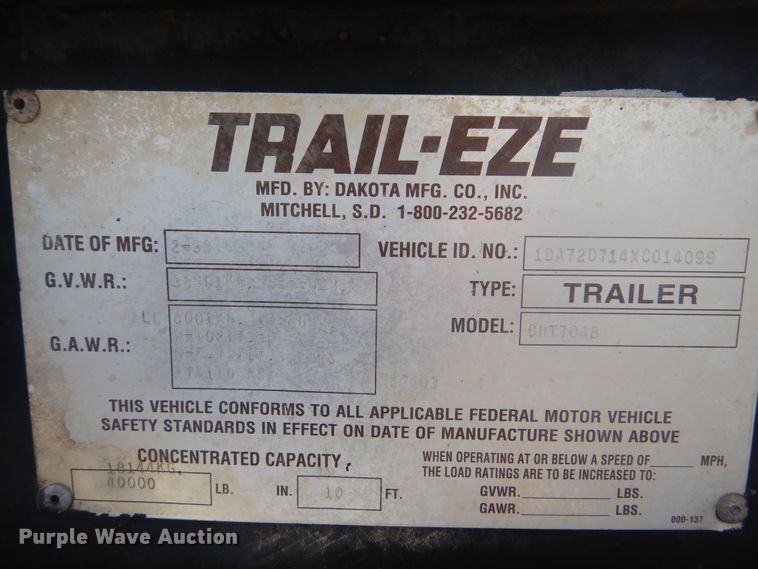 TRAIL-EZE
MFD. BY: DAKOTA MFG. CO., INC.
MITCHELL, S.D. 1-800-232-5682
DATE OF MFG:
VEHICLE ID. NO.: 1DA72D714XC014099
G.V.W.R.:
TYPE: TRAILER
MODEL:
G.A.W.R.:
THIS VEHICLE CONFORMS TO ALL APPLICABLE FEDERAL MOTOR VEHICLE
SAFETY STANDARDS IN EFFECT ON DATE OF MANUFACTURE SHOWN ABOVE
CONCENTRATED CAPACITY,
18144KG,
40000 LB. IN. 10 FT.
WHEN OPERATING AT OR BELOW A SPEED OF MPH,
THE LOAD RATINGS ARE TO BE INCREASED TO:
GVWR. LBS.
GAWR. LBS.
000-137
Purple Wave Auction